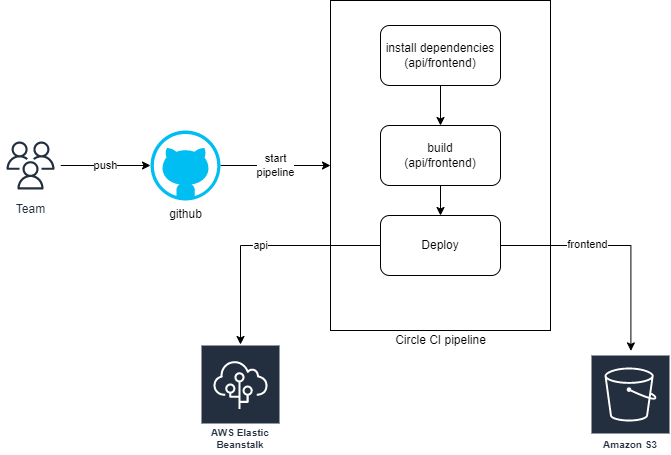 install dependencies
(api/frontend)
build
(api/frontend)
push
start
pipeline
Team
github
Deploy
api
frontend
Circle CI pipeline
AWS Elastic
Beanstalk
Amazon S3